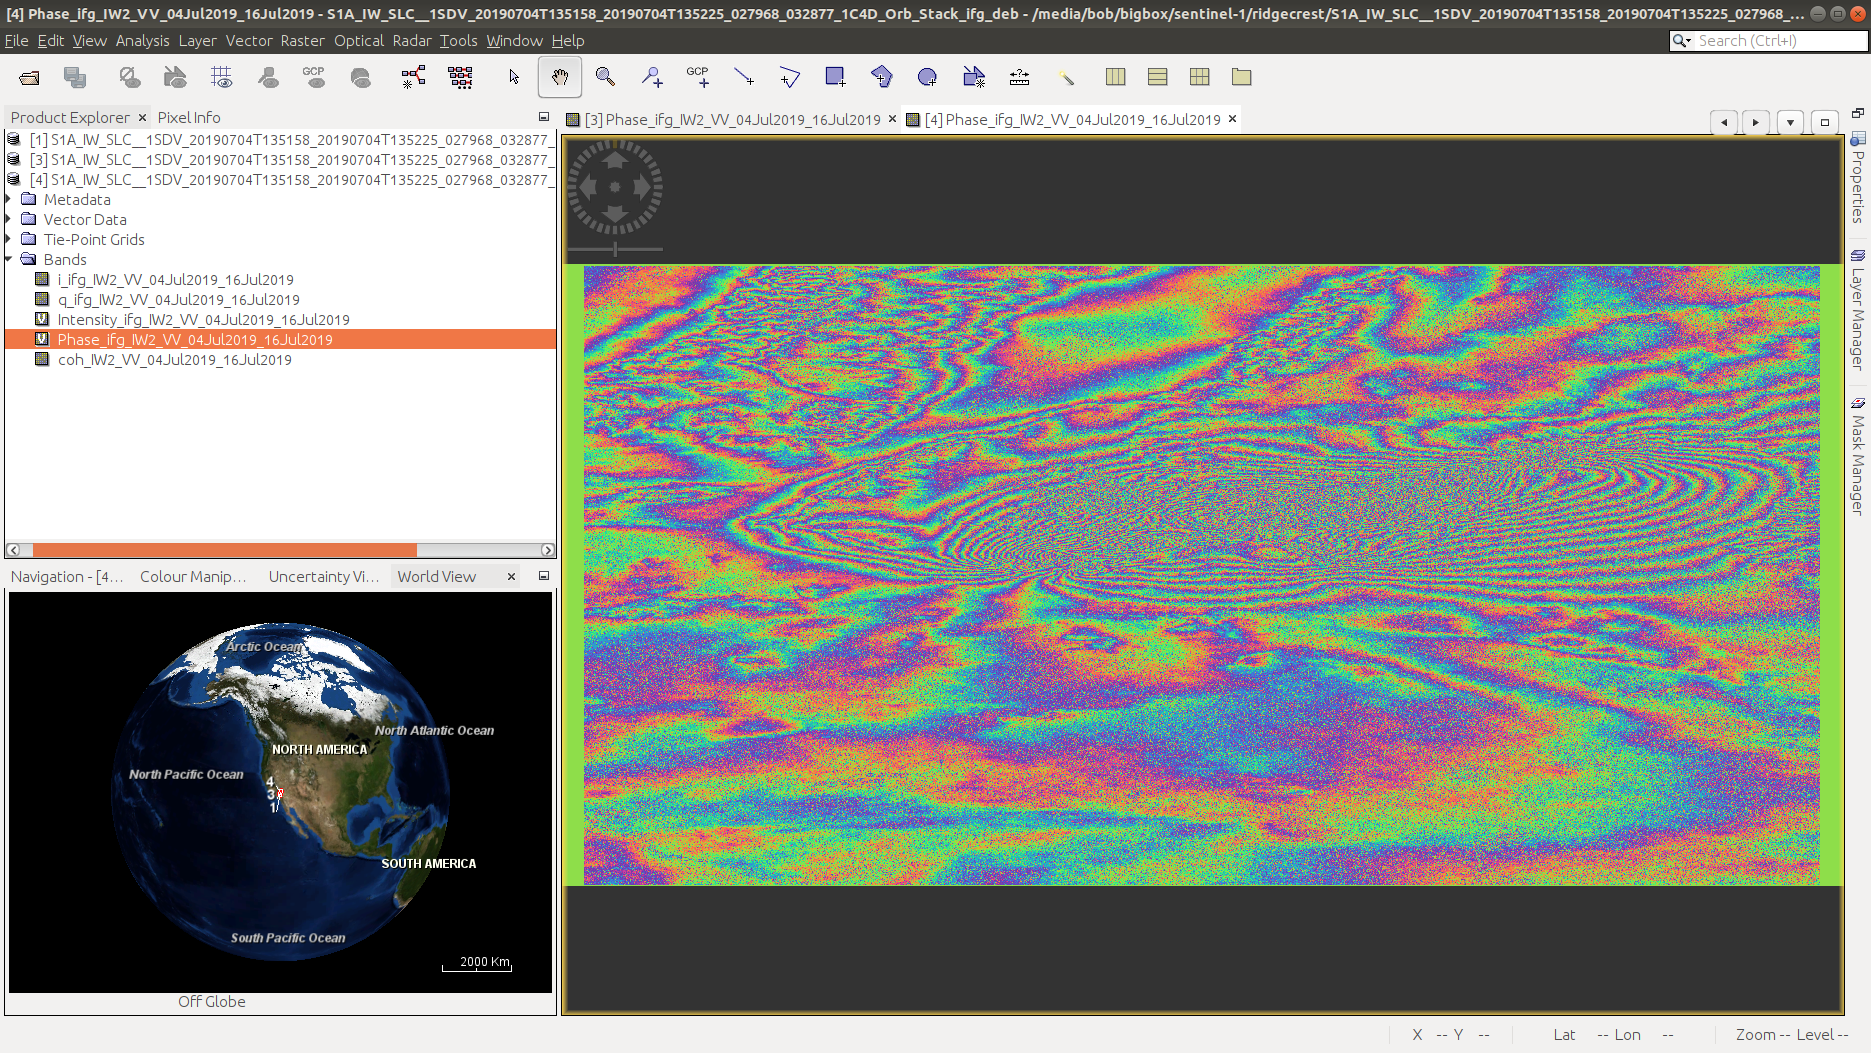 [4] Phase_ifg_IW2_VV_04Jul2019_16Jul2019 - S1A_IW_SLC__1SDV_20190704T135158_20190704T135225_027968_032877_1C4D_Orb_Stack_ifg_deb - /media/bob/bigbox/sentinel-1/ridgecrest/S1A_IW_SLC__1SDV_20190704T135158_20190704T135225_027968_...
File Edit View Analysis Layer Vector Raster Optical Radar Tools Window Help
Search (Ctrl+I)
GCP GCP
Product Explorer Pixel Info
[3] Phase_ifg_IW2_VV_04Jul2019_16Jul2019 [4] Phase_ifg_IW2_VV_04Jul2019_16Jul2019
[1] S1A_IW_SLC__1SDV_20190704T135158_20190704T135225_027968_032877_
[3] S1A_IW_SLC__1SDV_20190704T135158_20190704T135225_027968_032877_
[4] S1A_IW_SLC__1SDV_20190704T135158_20190704T135225_027968_032877_
Metadata
Vector Data
Tie-Point Grids
Bands
i_ifg_IW2_VV_04Jul2019_16Jul2019
q_ifg_IW2_VV_04Jul2019_16Jul2019
Intensity_ifg_IW2_VV_04Jul2019_16Jul2019
Phase_ifg_IW2_VV_04Jul2019_16Jul2019
coh_IW2_VV_04Jul2019_16Jul2019
Properties
Layer Manager
Mask Manager
Navigation - [4... Colour Manip... Uncertainty Vi... World View
Arctic Ocean
North Atlantic Ocean
NORTH AMERICA
North Pacific Ocean
4
3
1
SOUTH AMERICA
South Pacific Ocean
2000 Km
Off Globe
X -- Y -- Lat -- Lon -- Zoom -- Level --